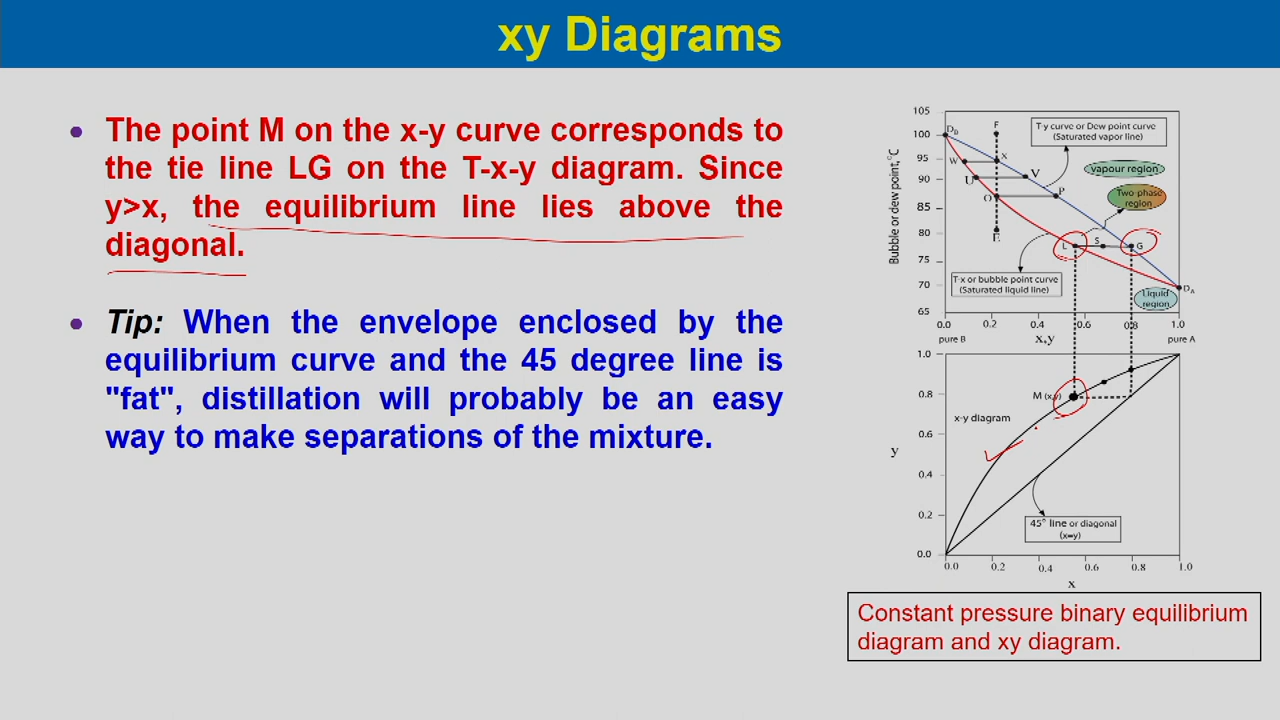 xy Diagrams
• The point M on the x-y curve corresponds to
the tie line LG on the T-x-y diagram. Since
y>x, the equilibrium line lies above the
diagonal.
• Tip: When the envelope enclosed by the
equilibrium curve and the 45 degree line is
"fat", distillation will probably be an easy
way to make separations of the mixture.
105
100
95
90
85
80
75
70
65
Bubble or dew point,°C
0.0 0.2 0.4 0.6 0.8 1.0
pure B x,y pure A
D_B
F
W
X
U
V
O
P
E
L
S
G
D_A
T-y curve or Dew point curve
(Saturated vapor line)
vapour region
Two-phase
region
T-x or bubble point curve
(Saturated liquid line)
Liquid
region
1.0
0.8
0.6
0.4
0.2
0.0
y
M (x,y)
x-y diagram
45° line or diagonal
(x=y)
0.0 0.2 0.4 0.6 0.8 1.0
x
Constant pressure binary equilibrium
diagram and xy diagram.